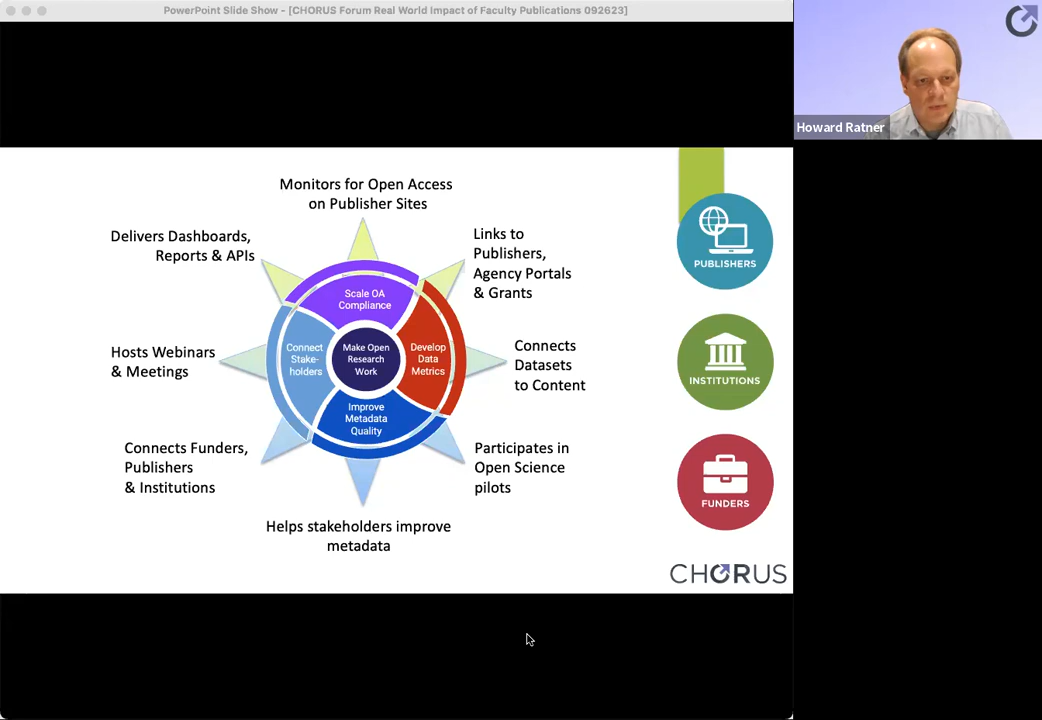 PowerPoint Slide Show - [CHORUS Forum Real World Impact of Faculty Publications 092623]
Howard Ratner
Monitors for Open Access
on Publisher Sites
Delivers Dashboards,
Reports & APIs
Links to
Publishers,
Agency Portals
& Grants
Hosts Webinars
& Meetings
Connects
Datasets
to Content
Connects Funders,
Publishers
& Institutions
Participates in
Open Science
pilots
Helps stakeholders improve
metadata
Scale OA
Compliance
Connect
Stake-
holders
Make Open
Research
Work
Develop
Data
Metrics
Improve
Metadata
Quality
PUBLISHERS
INSTITUTIONS
FUNDERS
CHORUS